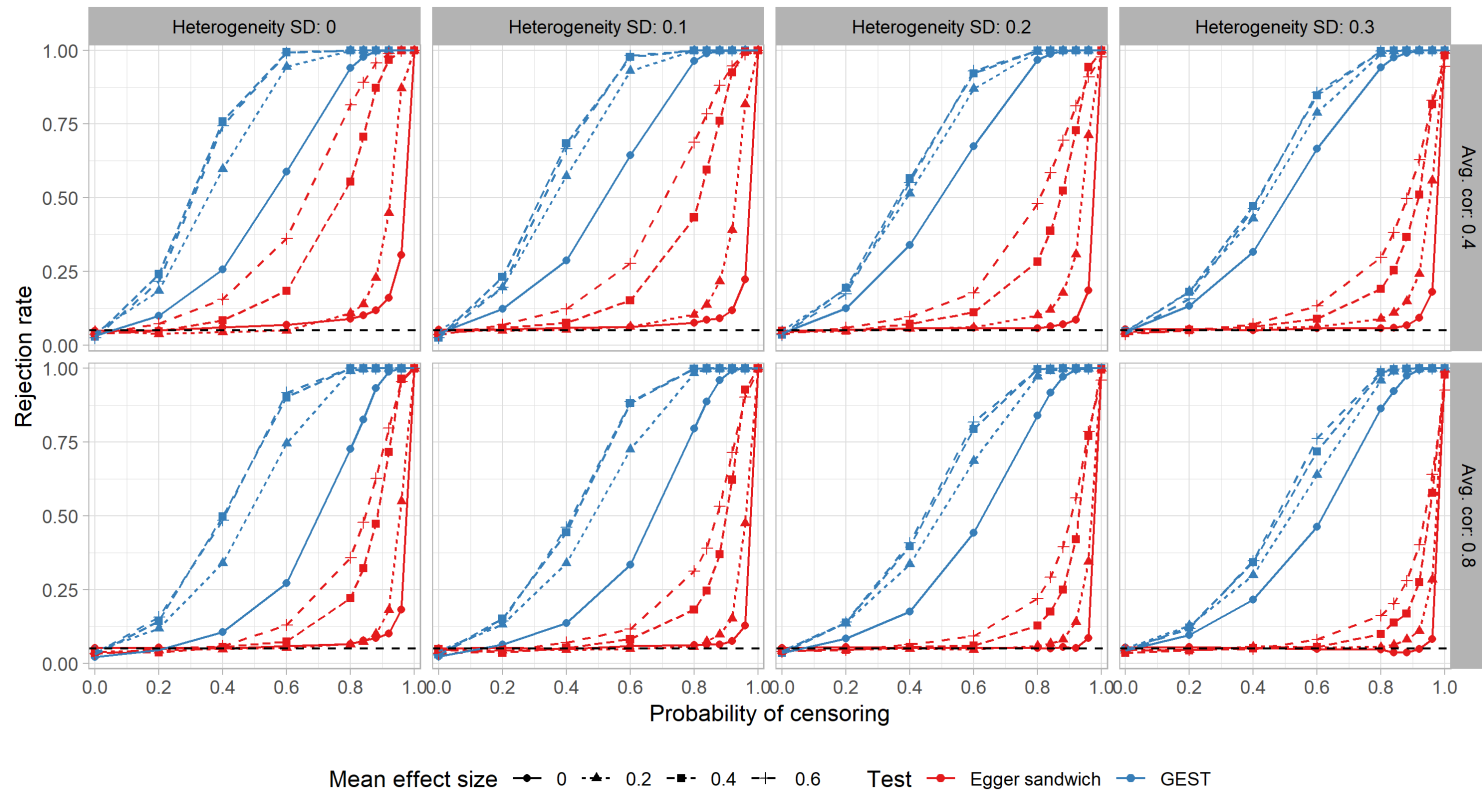 Heterogeneity SD: 0
Heterogeneity SD: 0.1
Heterogeneity SD: 0.2
Heterogeneity SD: 0.3
Rejection rate
1.00
0.75
0.50
0.25
0.00
Avg. cor: 0.4
1.00
0.75
0.50
0.25
0.00
Avg. cor: 0.8
0.0 0.2 0.4 0.6 0.8 1.0
0.0 0.2 0.4 0.6 0.8 1.0
0.0 0.2 0.4 0.6 0.8 1.0
0.0 0.2 0.4 0.6 0.8 1.0
Probability of censoring
Mean effect size 0 0.2 0.4 0.6 Test Egger sandwich GEST